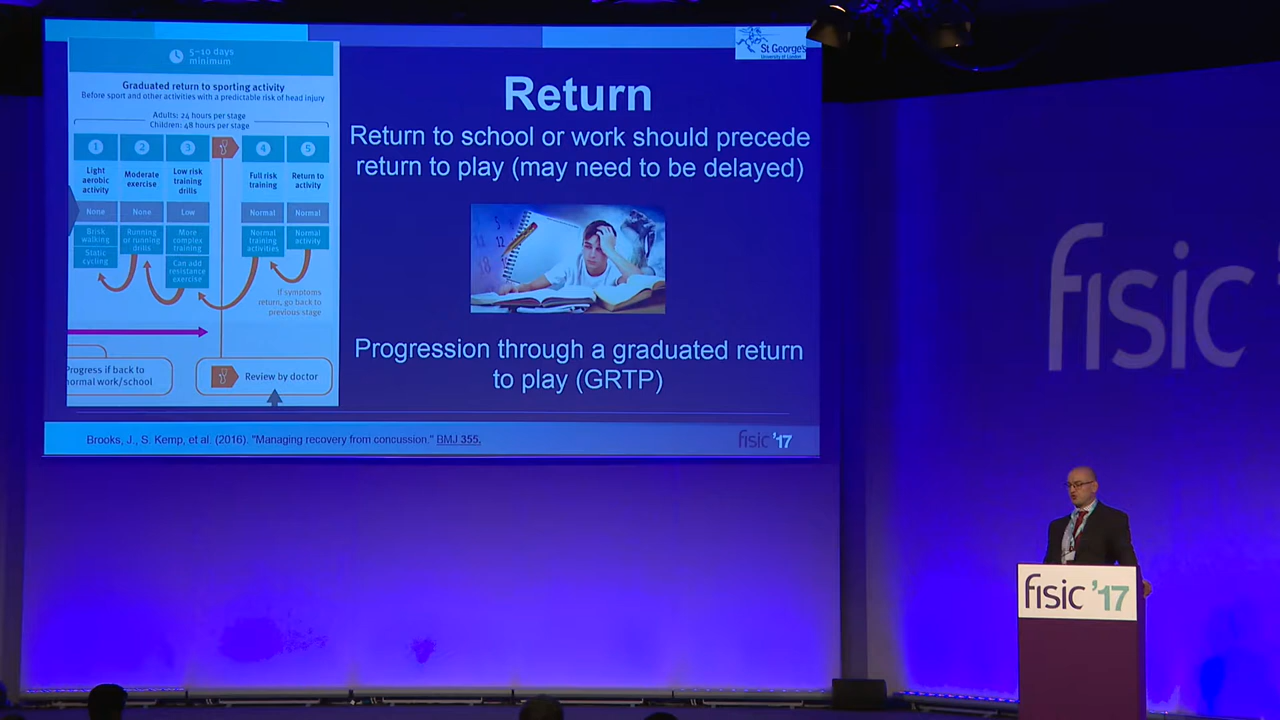 5–10 days
minimum
Graduated return to sporting activity
Before sport and other activities with a predictable risk of head injury
Adults: 24 hours per stage
Children: 48 hours per stage
1
2
3
4
5
Light
aerobic
activity
Moderate
exercise
Low risk
training
drills
Full risk
training
Return to
activity
None
None
Low
Normal
Normal
Brisk
walking
Static
cycling
Running
or running
drills
More
complex
training
Can add
resistance
exercise
Normal
training
activities
Normal
activity
If symptoms
return, go back to
previous stage
Progress if back to
normal work/school
Review by doctor
St George's
University of London
Return
Return to school or work should precede
return to play (may need to be delayed)
Progression through a graduated return
to play (GRTP)
Brooks, J., S. Kemp, et al. (2016). "Managing recovery from concussion." BMJ 355.
fisic '17
fisic '
fisic '17